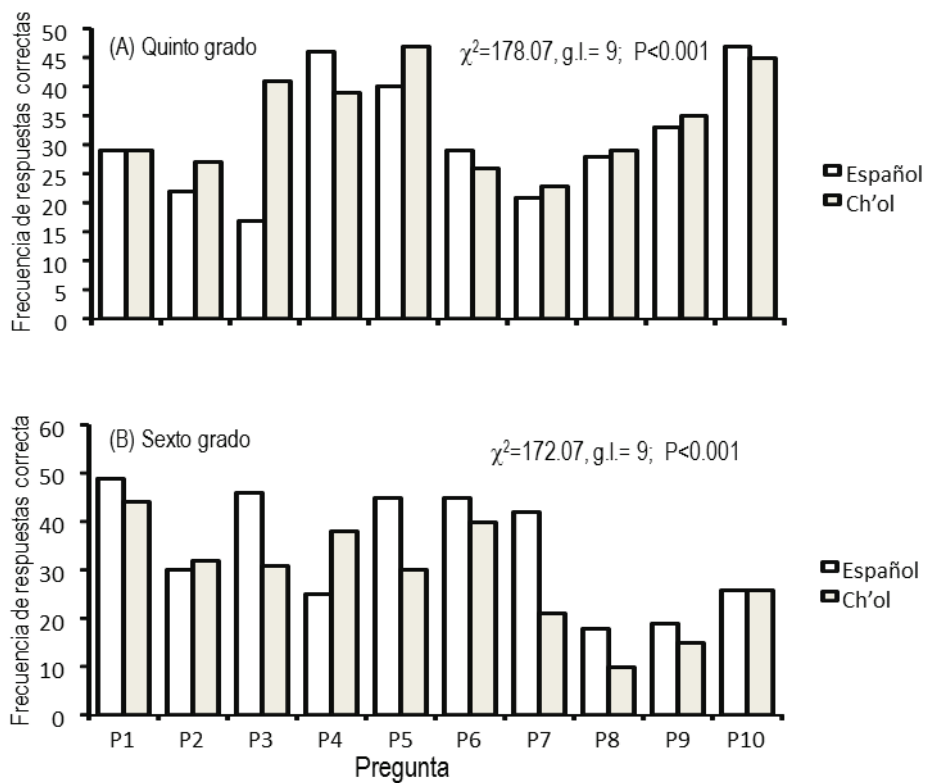 (A) Quinto grado
χ²=178.07, g.l.= 9; P<0.001
Frecuencia de respuestas correctas
50
45
40
35
30
25
20
15
10
5
0
Español
Ch'ol
(B) Sexto grado
χ²=172.07, g.l.= 9; P<0.001
Frecuencia de respuestas correcta
60
50
40
30
20
10
0
Español
Ch'ol
P1 P2 P3 P4 P5 P6 P7 P8 P9 P10
Pregunta